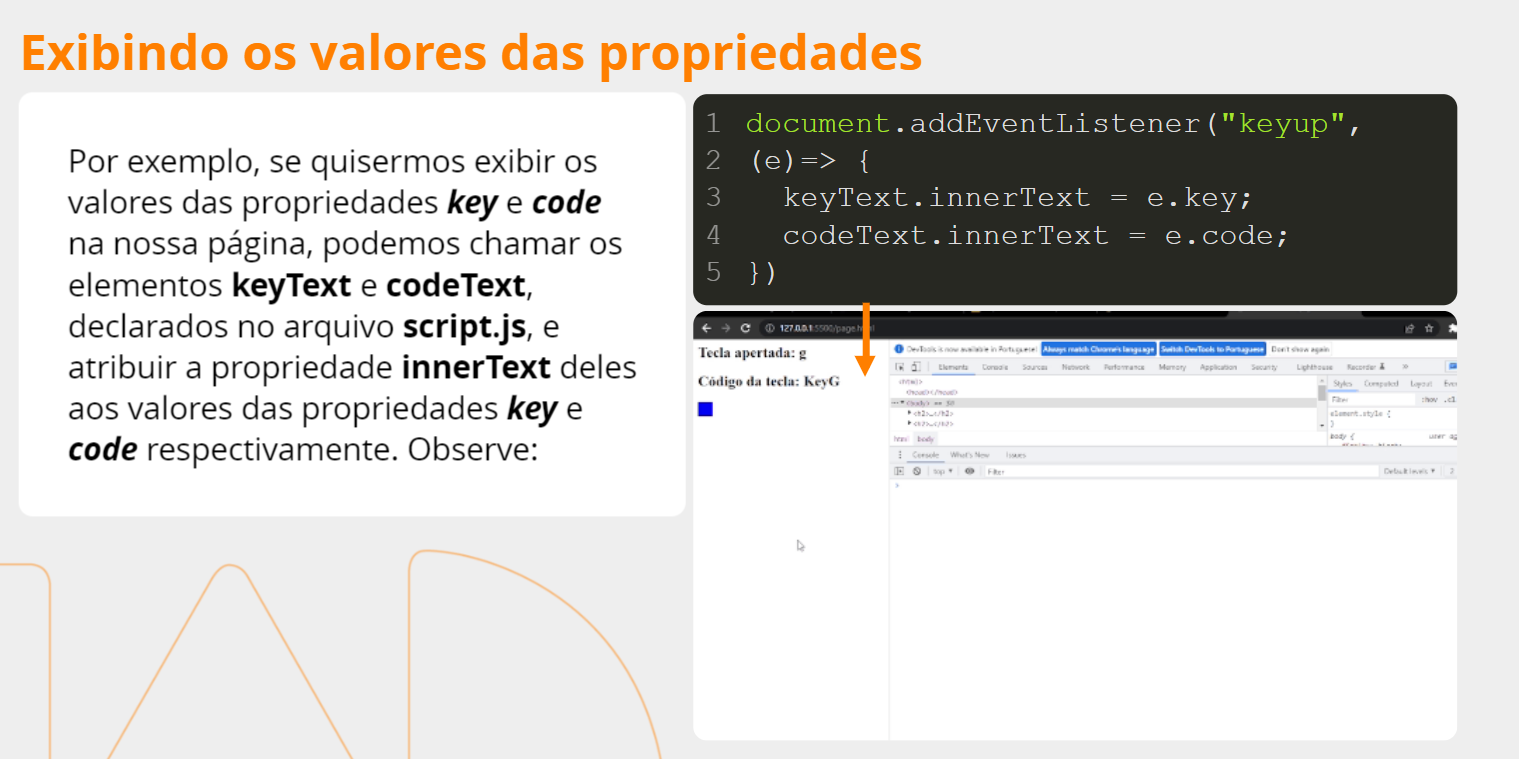 Exibindo os valores das propriedades
Por exemplo, se quisermos exibir os
valores das propriedades key e code
na nossa página, podemos chamar os
elementos keyText e codeText,
declarados no arquivo script.js, e
atribuir a propriedade innerText deles
aos valores das propriedades key e
code respectivamente. Observe:
1 document.addEventListener("keyup",
2 (e)=> {
3 keyText.innerText = e.key;
4 codeText.innerText = e.code;
5 })
127.0.0.1:5500/page.html
Tecla apertada: g
Código da tecla: KeyG
DevTools is now available in Portuguese! Always match Chrome's language Switch DevTools to Portuguese Don't show again
Elements Console Sources Network Performance Memory Application Security Lighthouse Recorder
<html>
<head></head>
<body> == $0
<h2>…</h2>
<h2>…</h2>
html body
Styles Computed Layout
Filter :hov .cl
element.style {
}
body { user ag
Console What's New Issues
top Filter Default levels 2